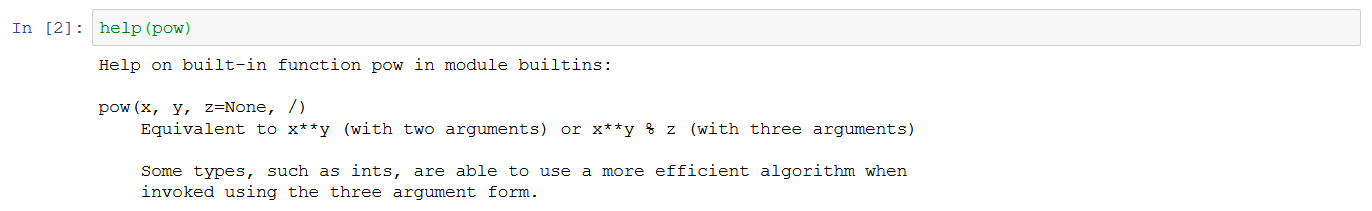 In [2]: help(pow)
Help on built-in function pow in module builtins:
pow(x, y, z=None, /)
Equivalent to x**y (with two arguments) or x**y % z (with three arguments)
Some types, such as ints, are able to use a more efficient algorithm when
invoked using the three argument form.